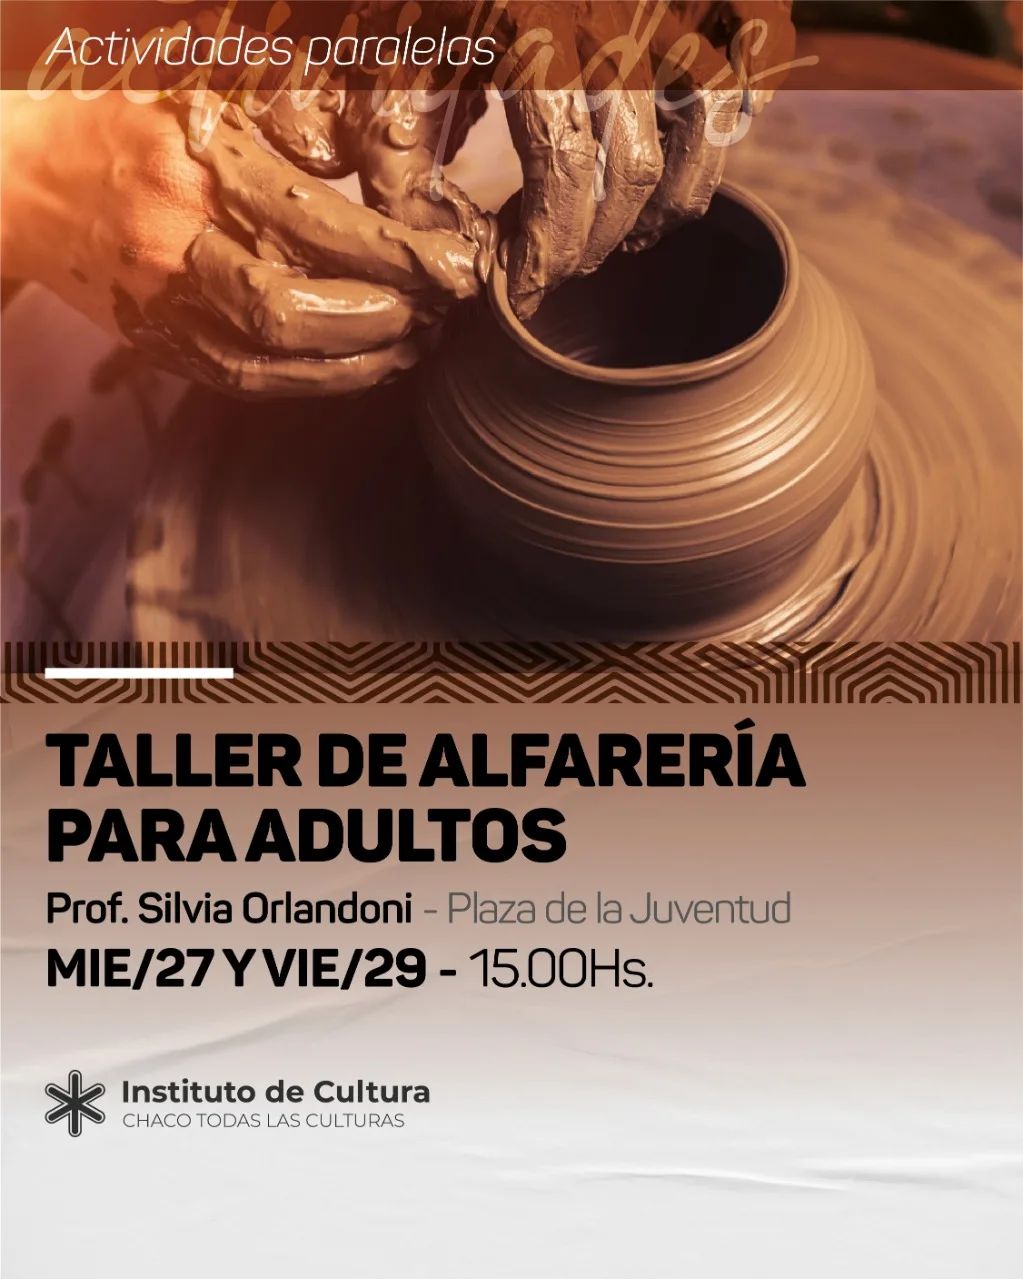 Actividades paralelas
actividades
TALLER DE ALFARERÍA
PARA ADULTOS
Prof. Silvia Orlandoni - Plaza de la Juventud
MIE/27 Y VIE/29 - 15.00Hs.
Instituto de Cultura
CHACO TODAS LAS CULTURAS